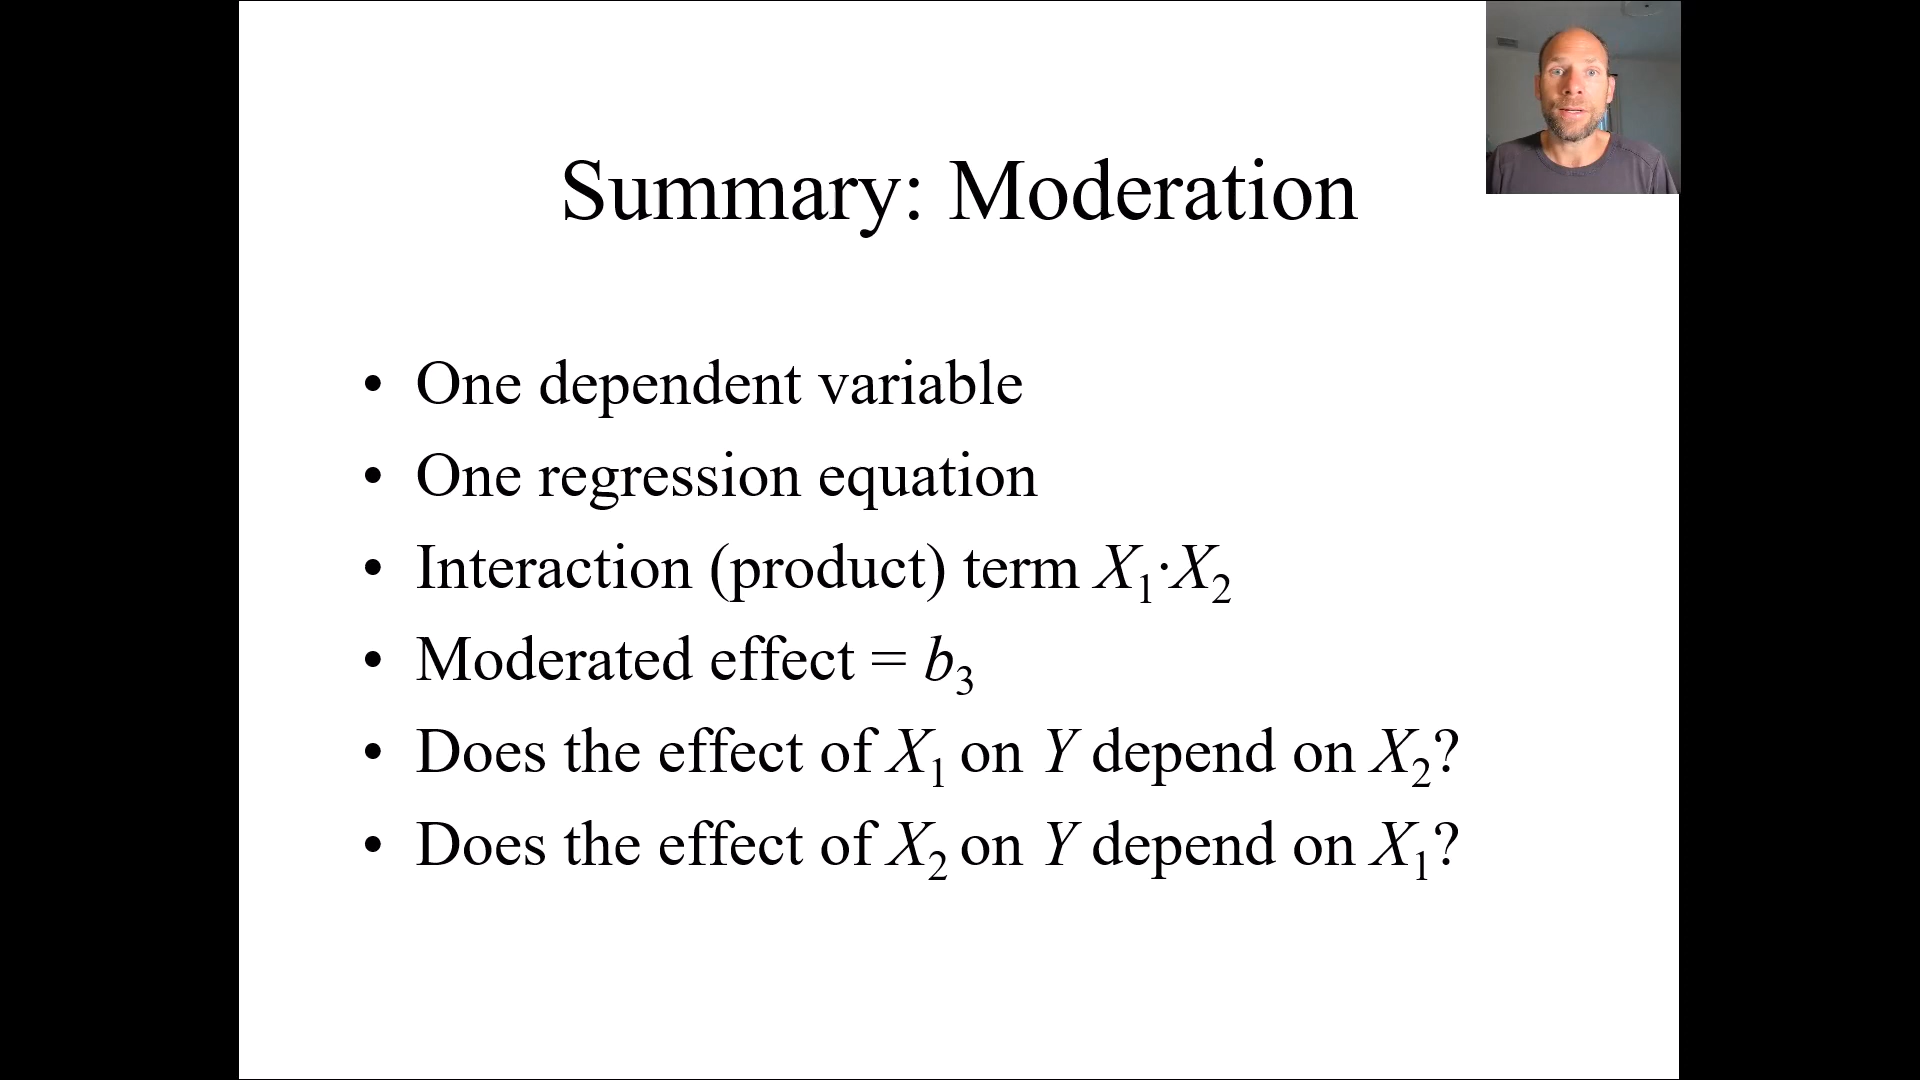 Summary: Moderation
• One dependent variable
• One regression equation
• Interaction (product) term X₁·X₂
• Moderated effect = b₃
• Does the effect of X₁ on Y depend on X₂?
• Does the effect of X₂ on Y depend on X₁?